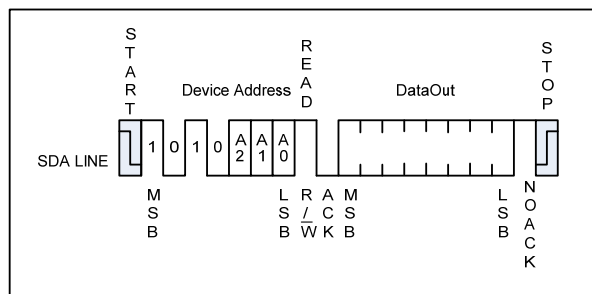 START
READ
STOP
Device Address
DataOut
SDA LINE
1 0 1 0 A2 A1 A0
MSB
LSB
R/W̅
ACK
MSB
LSB
NOACK